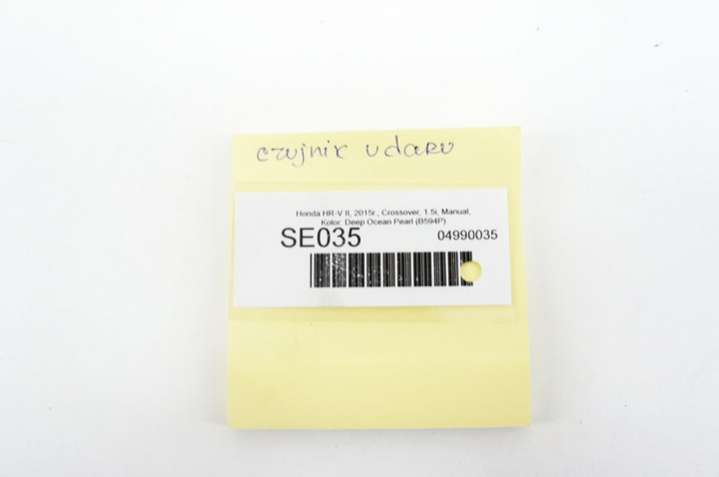 czujnik udaru
Honda HR-V II, 2015r., Crossover, 1.5i, Manual,
Kolor: Deep Ocean Pearl (B594P)
SE035 04990035